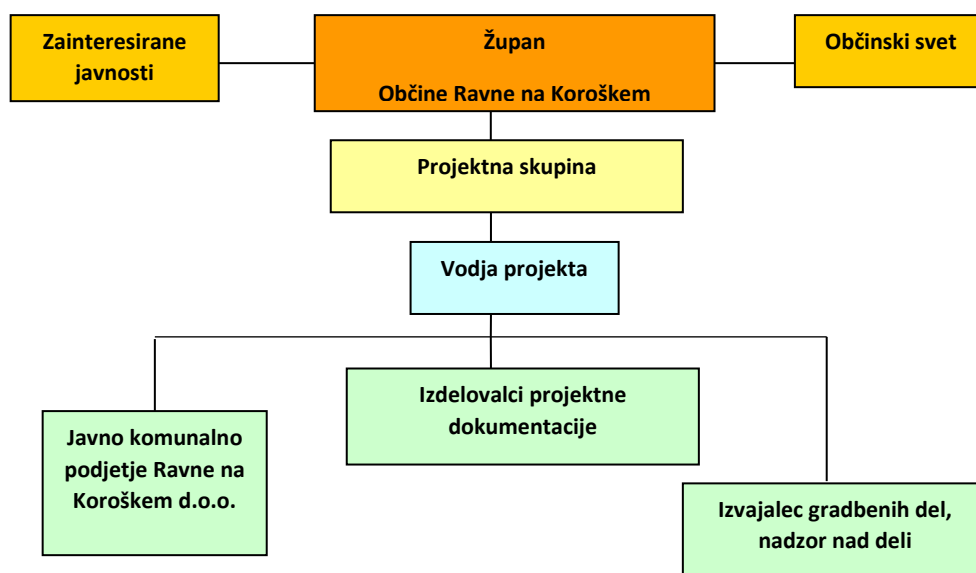 Zainteresirane
javnosti
Župan
Občine Ravne na Koroškem
Občinski svet
Projektna skupina
Vodja projekta
Javno komunalno
podjetje Ravne na
Koroškem d.o.o.
Izdelovalci projektne
dokumentacije
Izvajalec gradbenih del,
nadzor nad deli